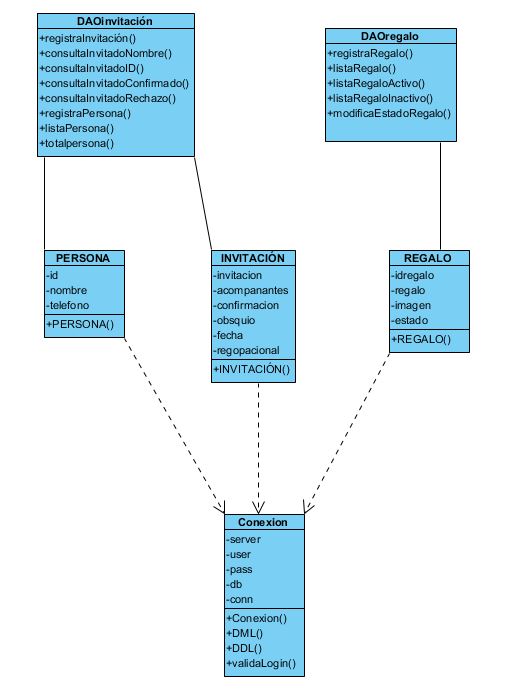 DAOinvitación
+registraInvitación()
+consultaInvitadoNombre()
+consultaInvitadoID()
+consultaInvitadoConfirmado()
+consultaInvitadoRechazo()
+registraPersona()
+listaPersona()
+totalpersona()
DAOregalo
+registraRegalo()
+listaRegalo()
+listaRegaloActivo()
+listaRegaloInactivo()
+modificaEstadoRegalo()
PERSONA
-id
-nombre
-telefono
+PERSONA()
INVITACIÓN
-invitacion
-acompanantes
-confirmacion
-obsquio
-fecha
-regopacional
+INVITACIÓN()
REGALO
-idregalo
-regalo
-imagen
-estado
+REGALO()
Conexion
-server
-user
-pass
-db
-conn
+Conexion()
+DML()
+DDL()
+validaLogin()